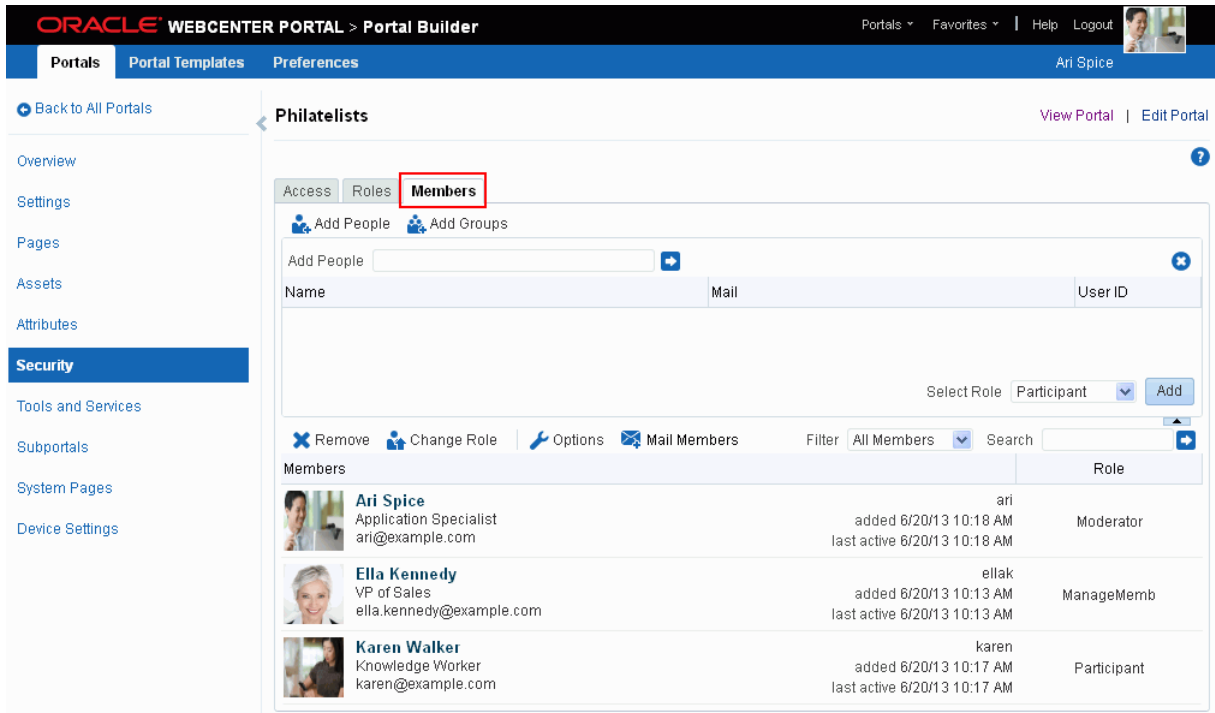 ORACLE WEBCENTER PORTAL > Portal Builder
Portals Favorites | Help Logout
Portals Portal Templates Preferences
Ari Spice
Back to All Portals
Overview
Settings
Pages
Assets
Attributes
Security
Tools and Services
Subportals
System Pages
Device Settings
Philatelists
View Portal | Edit Portal
?
Access Roles Members
Add People Add Groups
Add People
Name Mail User ID
Select Role Participant Add
Remove Change Role Options Mail Members Filter All Members Search
Members Role
Ari Spice ari
Application Specialist added 6/20/13 10:18 AM Moderator
ari@example.com last active 6/20/13 10:18 AM
Ella Kennedy ellak
VP of Sales added 6/20/13 10:13 AM ManageMemb
ella.kennedy@example.com last active 6/20/13 10:13 AM
Karen Walker karen
Knowledge Worker added 6/20/13 10:17 AM Participant
karen@example.com last active 6/20/13 10:17 AM